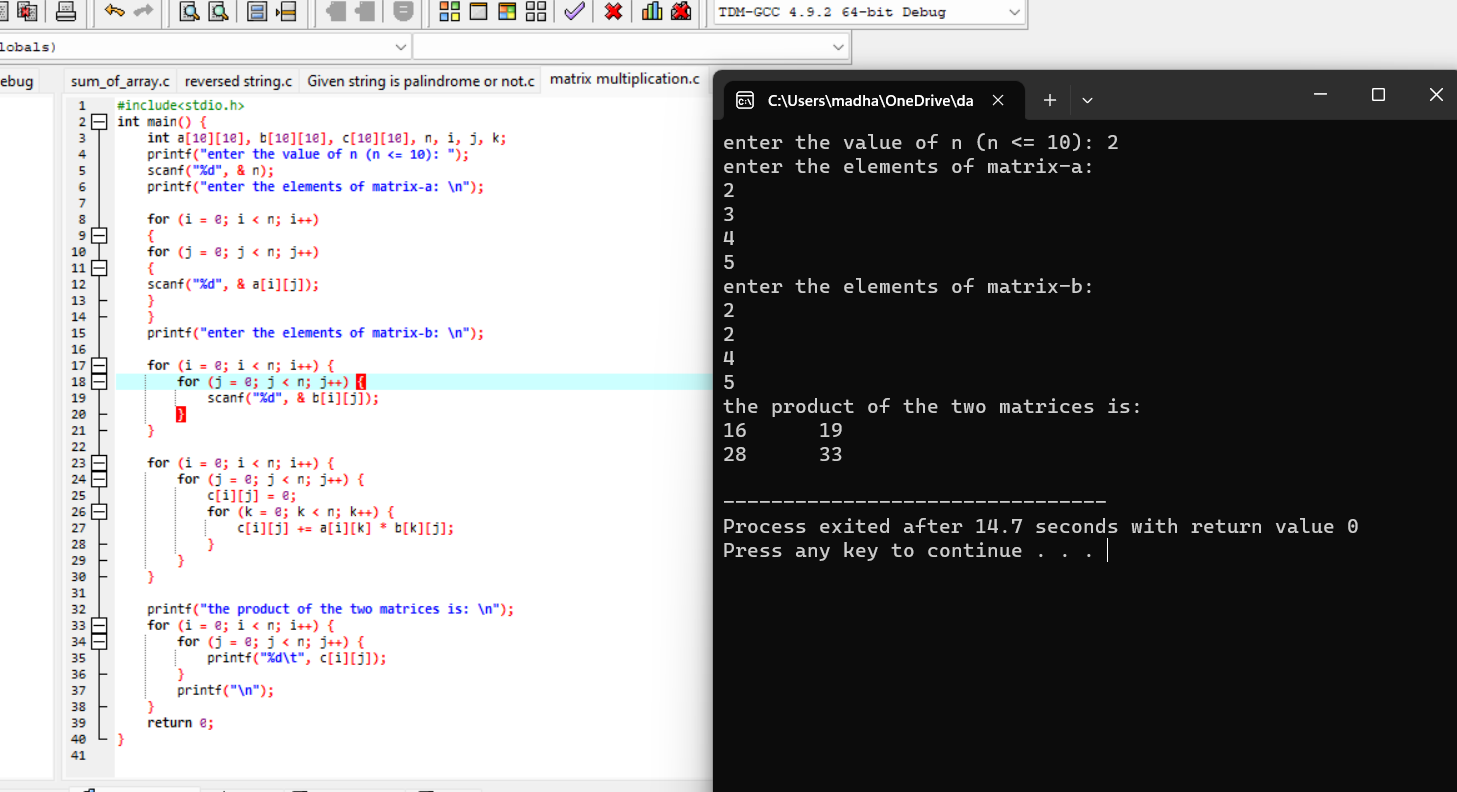 TDM-GCC 4.9.2 64-bit Debug
lobals)
ebug sum_of_array.c reversed string.c Given string is palindrome or not.c matrix multiplication.c
1 #include<stdio.h>
2 int main() {
3 int a[10][10], b[10][10], c[10][10], n, i, j, k;
4 printf("enter the value of n (n <= 10): ");
5 scanf("%d", & n);
6 printf("enter the elements of matrix-a: \n");
7
8 for (i = 0; i < n; i++)
9 {
10 for (j = 0; j < n; j++)
11 {
12 scanf("%d", & a[i][j]);
13 }
14 }
15 printf("enter the elements of matrix-b: \n");
16
17 for (i = 0; i < n; i++) {
18 for (j = 0; j < n; j++) {
19 scanf("%d", & b[i][j]);
20 }
21 }
22
23 for (i = 0; i < n; i++) {
24 for (j = 0; j < n; j++) {
25 c[i][j] = 0;
26 for (k = 0; k < n; k++) {
27 c[i][j] += a[i][k] * b[k][j];
28 }
29 }
30 }
31
32 printf("the product of the two matrices is: \n");
33 for (i = 0; i < n; i++) {
34 for (j = 0; j < n; j++) {
35 printf("%d\t", c[i][j]);
36 }
37 printf("\n");
38 }
39 return 0;
40 }
41
C:\Users\madha\OneDrive\da
enter the value of n (n <= 10): 2
enter the elements of matrix-a:
2
3
4
5
enter the elements of matrix-b:
2
2
4
5
the product of the two matrices is:
16 19
28 33
--------------------------------
Process exited after 14.7 seconds with return value 0
Press any key to continue . . .